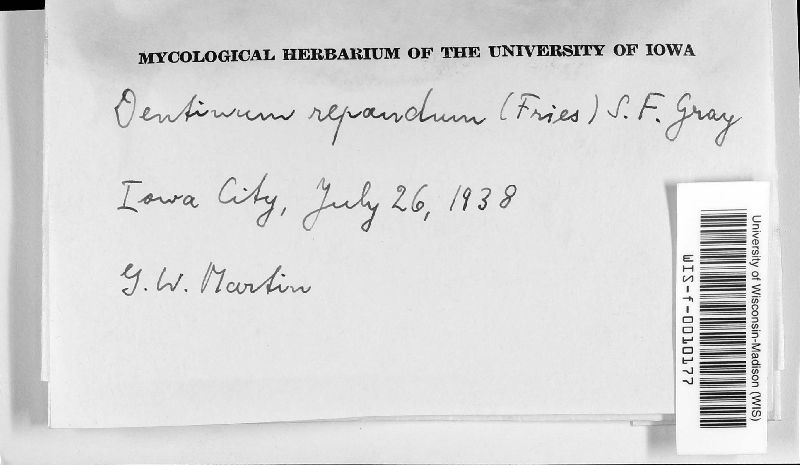 MYCOLOGICAL HERBARIUM OF THE UNIVERSITY OF IOWA
Dentinum repandum (Fries) S. F. Gray
Iowa City, July 26, 1938
G. W. Martin
University of Wisconsin-Madison (WIS)
WIS-f-0010177